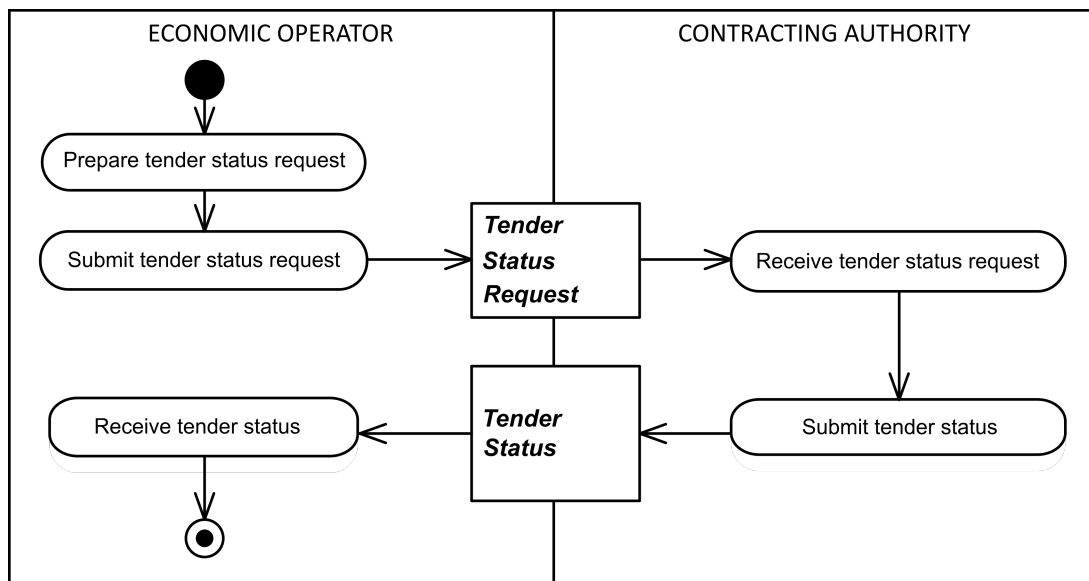 ECONOMIC OPERATOR
CONTRACTING AUTHORITY
Prepare tender status request
Submit tender status request
Tender
Status
Request
Receive tender status request
Receive tender status
Tender
Status
Submit tender status